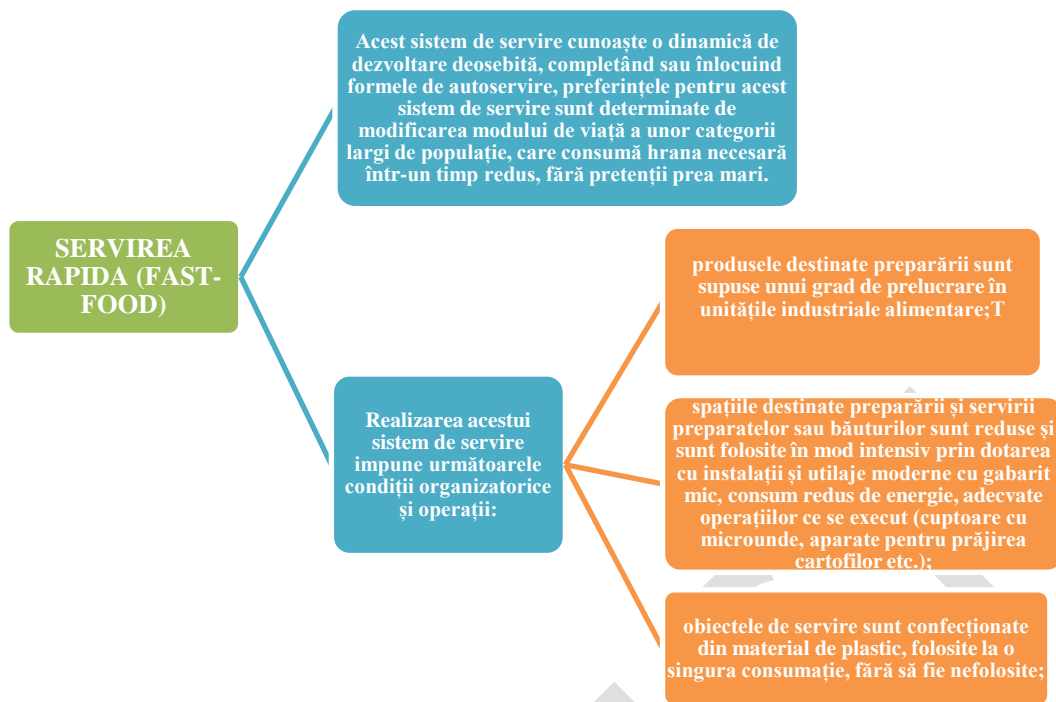 Acest sistem de servire cunoaște o dinamică de
dezvoltare deosebită, completând sau înlocuind
formele de autoservire, preferințele pentru acest
sistem de servire sunt determinate de
modificarea modului de viață a unor categorii
largi de populație, care consumă hrana necesară
într-un timp redus, fără pretenții prea mari.
SERVIREA
RAPIDA (FAST-
FOOD)
Realizarea acestui
sistem de servire
impune următoarele
condiții organizatorice
și operații:
produsele destinate preparării sunt
supuse unui grad de prelucrare în
unitățile industriale alimentare;T
spațiile destinate preparării și servirii
preparatelor sau băuturilor sunt reduse și
sunt folosite în mod intensiv prin dotarea
cu instalații și utilaje moderne cu gabarit
mic, consum redus de energie, adecvate
operațiilor ce se execut (cuptoare cu
microunde, aparate pentru prăjirea
cartofilor etc.);
obiectele de servire sunt confecționate
din material de plastic, folosite la o
singura consumație, fără să fie nefolosite;